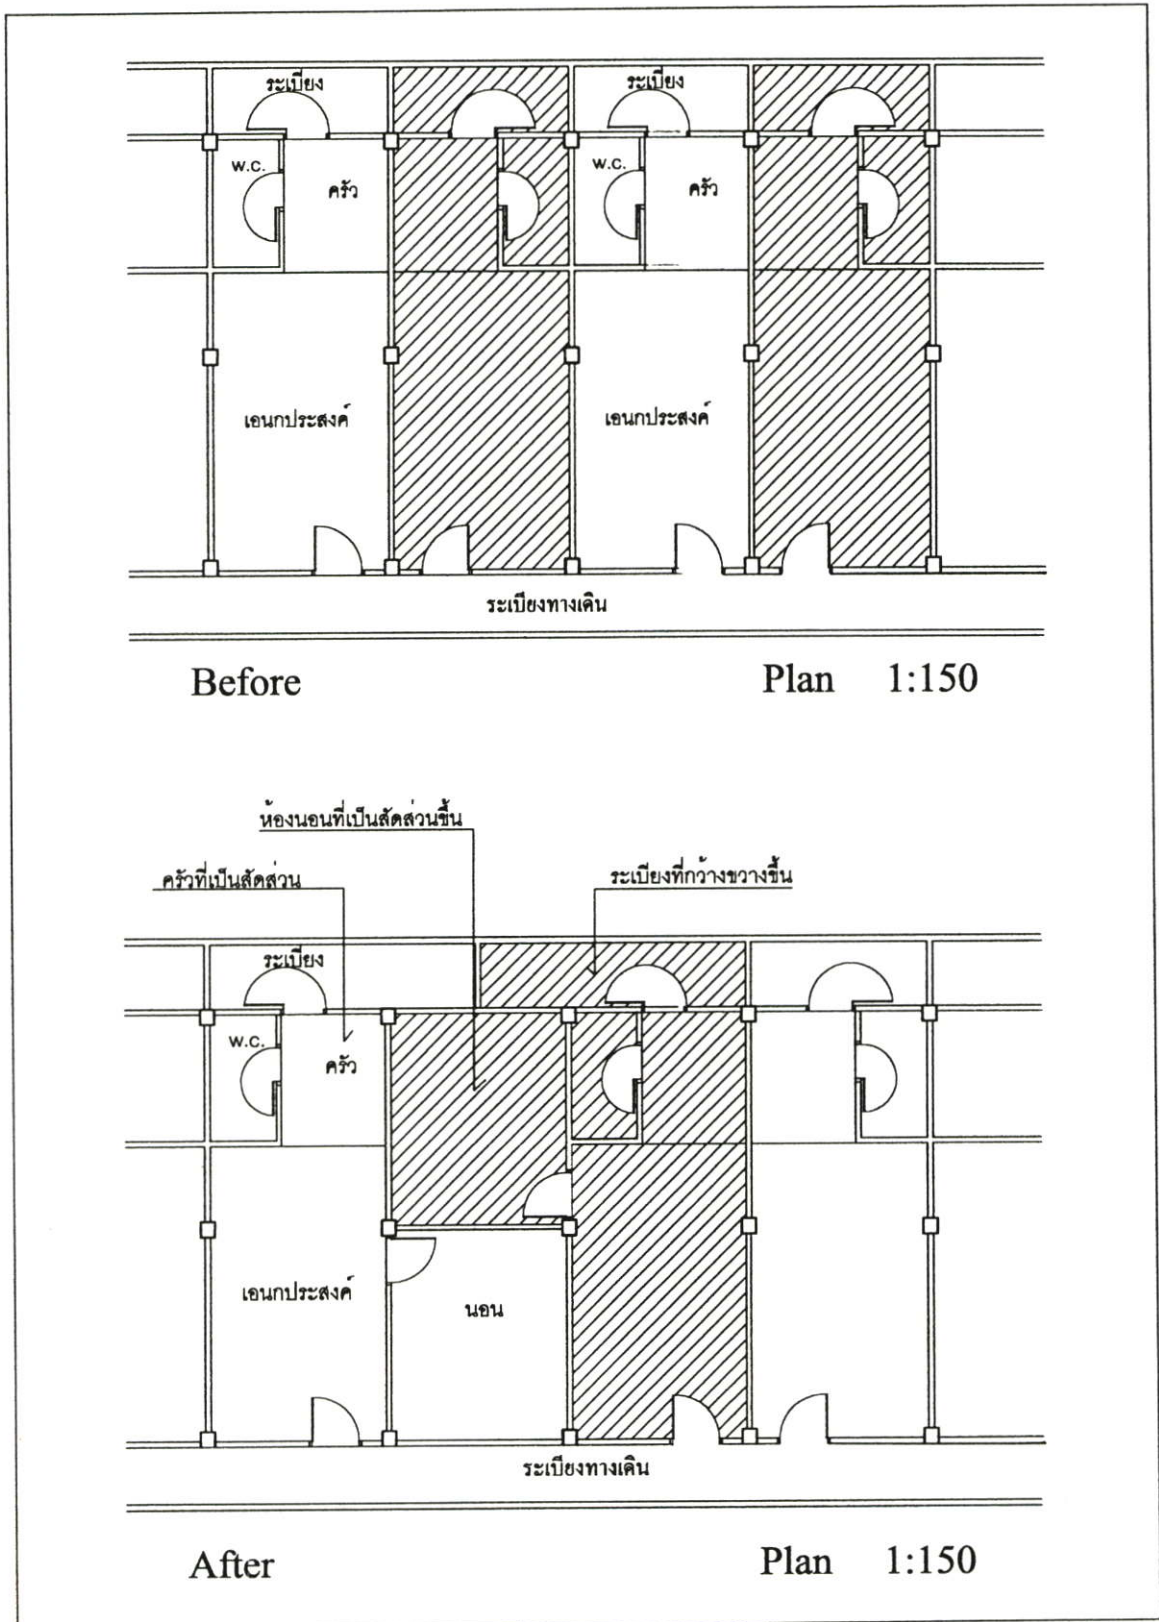 ระเบียง ระเบียง
W.C. ครัว W.C. ครัว
เอนกประสงค์ เอนกประสงค์
ระเบียงทางเดิน
Before Plan 1:150
ห้องนอนที่เป็นสัดส่วนขึ้น
ครัวที่เป็นสัดส่วน ระเบียงที่กว้างขวางขึ้น
ระเบียง
W.C. ครัว
เอนกประสงค์ นอน
ระเบียงทางเดิน
After Plan 1:150